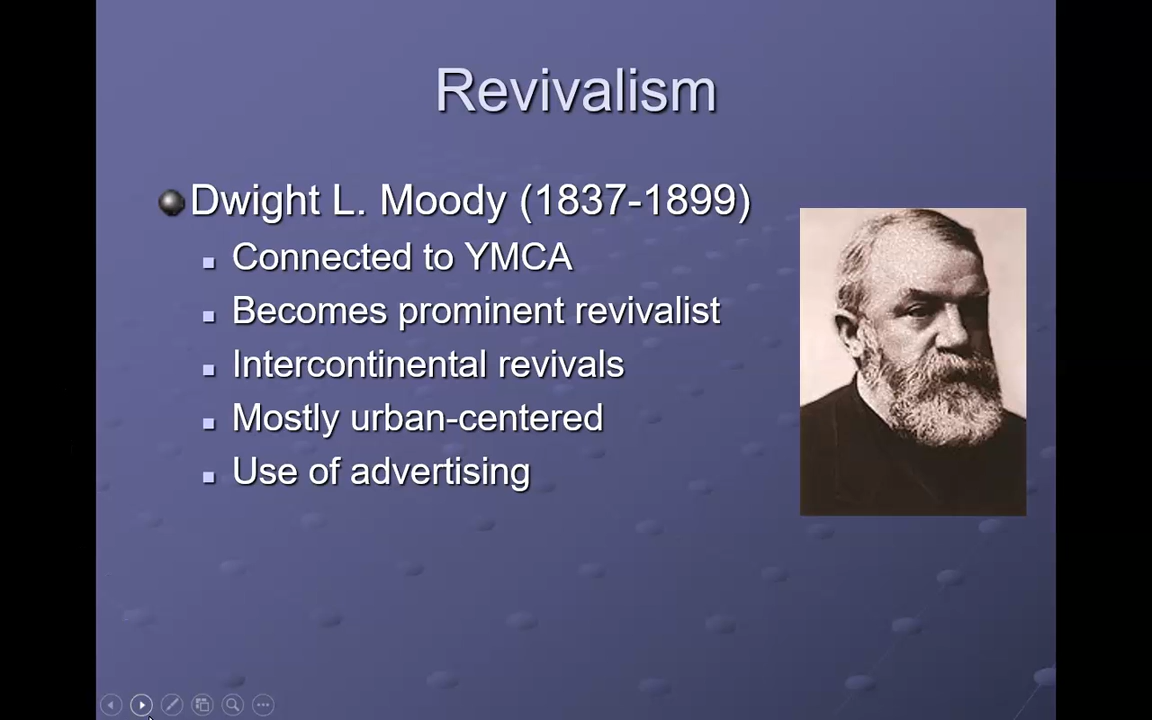 Revivalism
Dwight L. Moody (1837-1899)
Connected to YMCA
Becomes prominent revivalist
Intercontinental revivals
Mostly urban-centered
Use of advertising